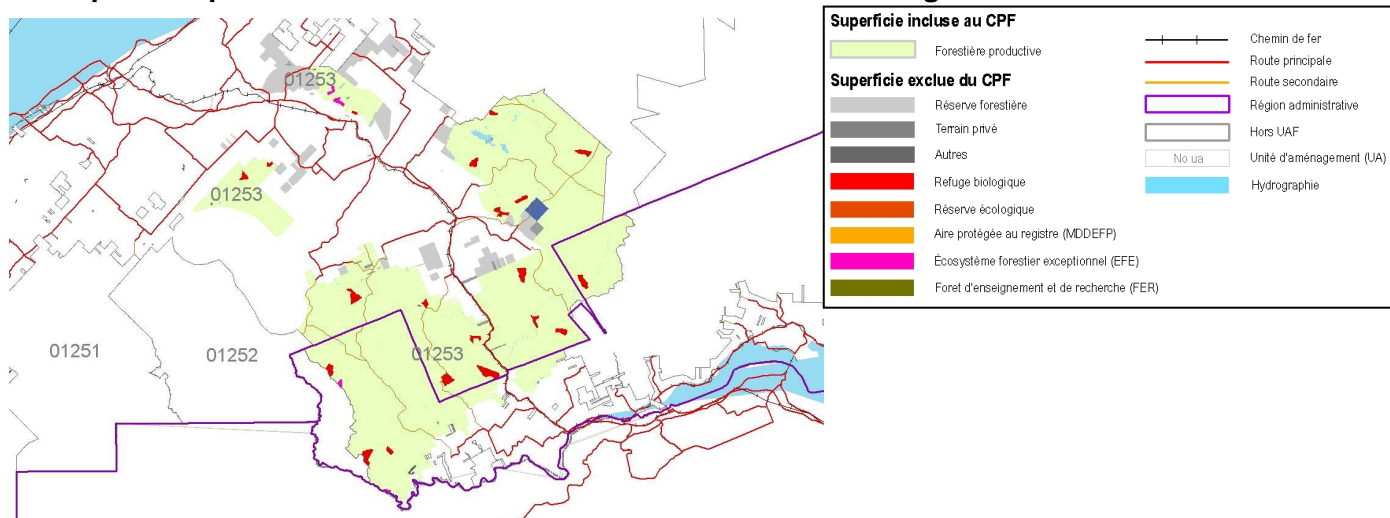 Superficie incluse au CPF
Forestière productive
Superficie exclue du CPF
Réserve forestière
Terrain privé
Autres
Refuge biologique
Réserve écologique
Aire protégée au registre (MDDEFP)
Écosystème forestier exceptionnel (EFE)
Foret d'enseignement et de recherche (FER)
Chemin de fer
Route principale
Route secondaire
Région administrative
Hors UAF
No ua
Unité d'aménagement (UA)
Hydrographie
01253
01253
01251
01252
01253